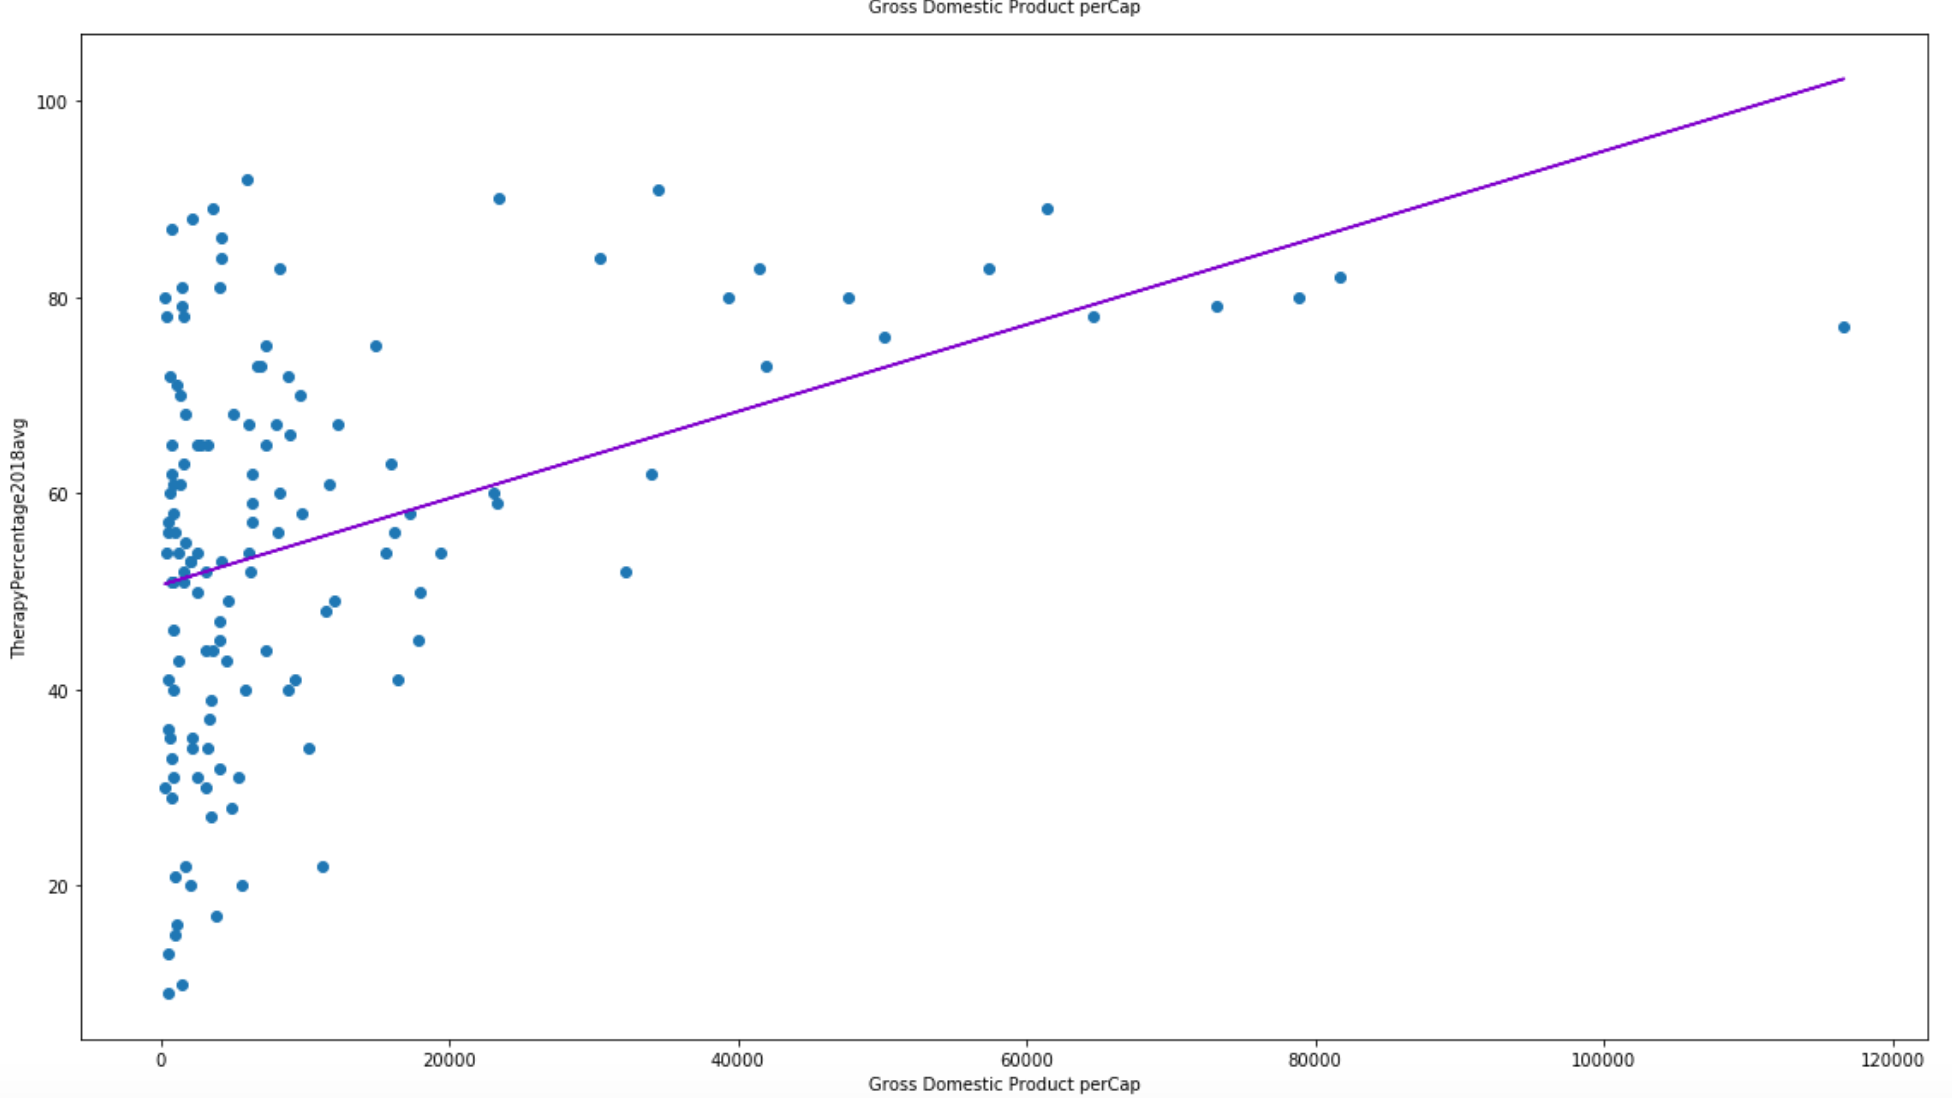 Gross Domestic Product perCap
100
80
60
40
20
TherapyPercentage2018avg
0 20000 40000 60000 80000 100000 120000
Gross Domestic Product perCap